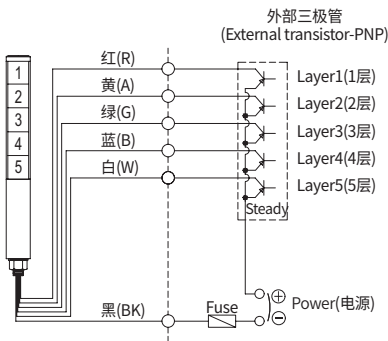 外部三极管
(External transistor-PNP)
红(R)
黄(A)
绿(G)
蓝(B)
白(W)
1
2
3
4
5
Layer1(1层)
Layer2(2层)
Layer3(3层)
Layer4(4层)
Layer5(5层)
Steady
黑(BK)
Fuse
Power(电源)